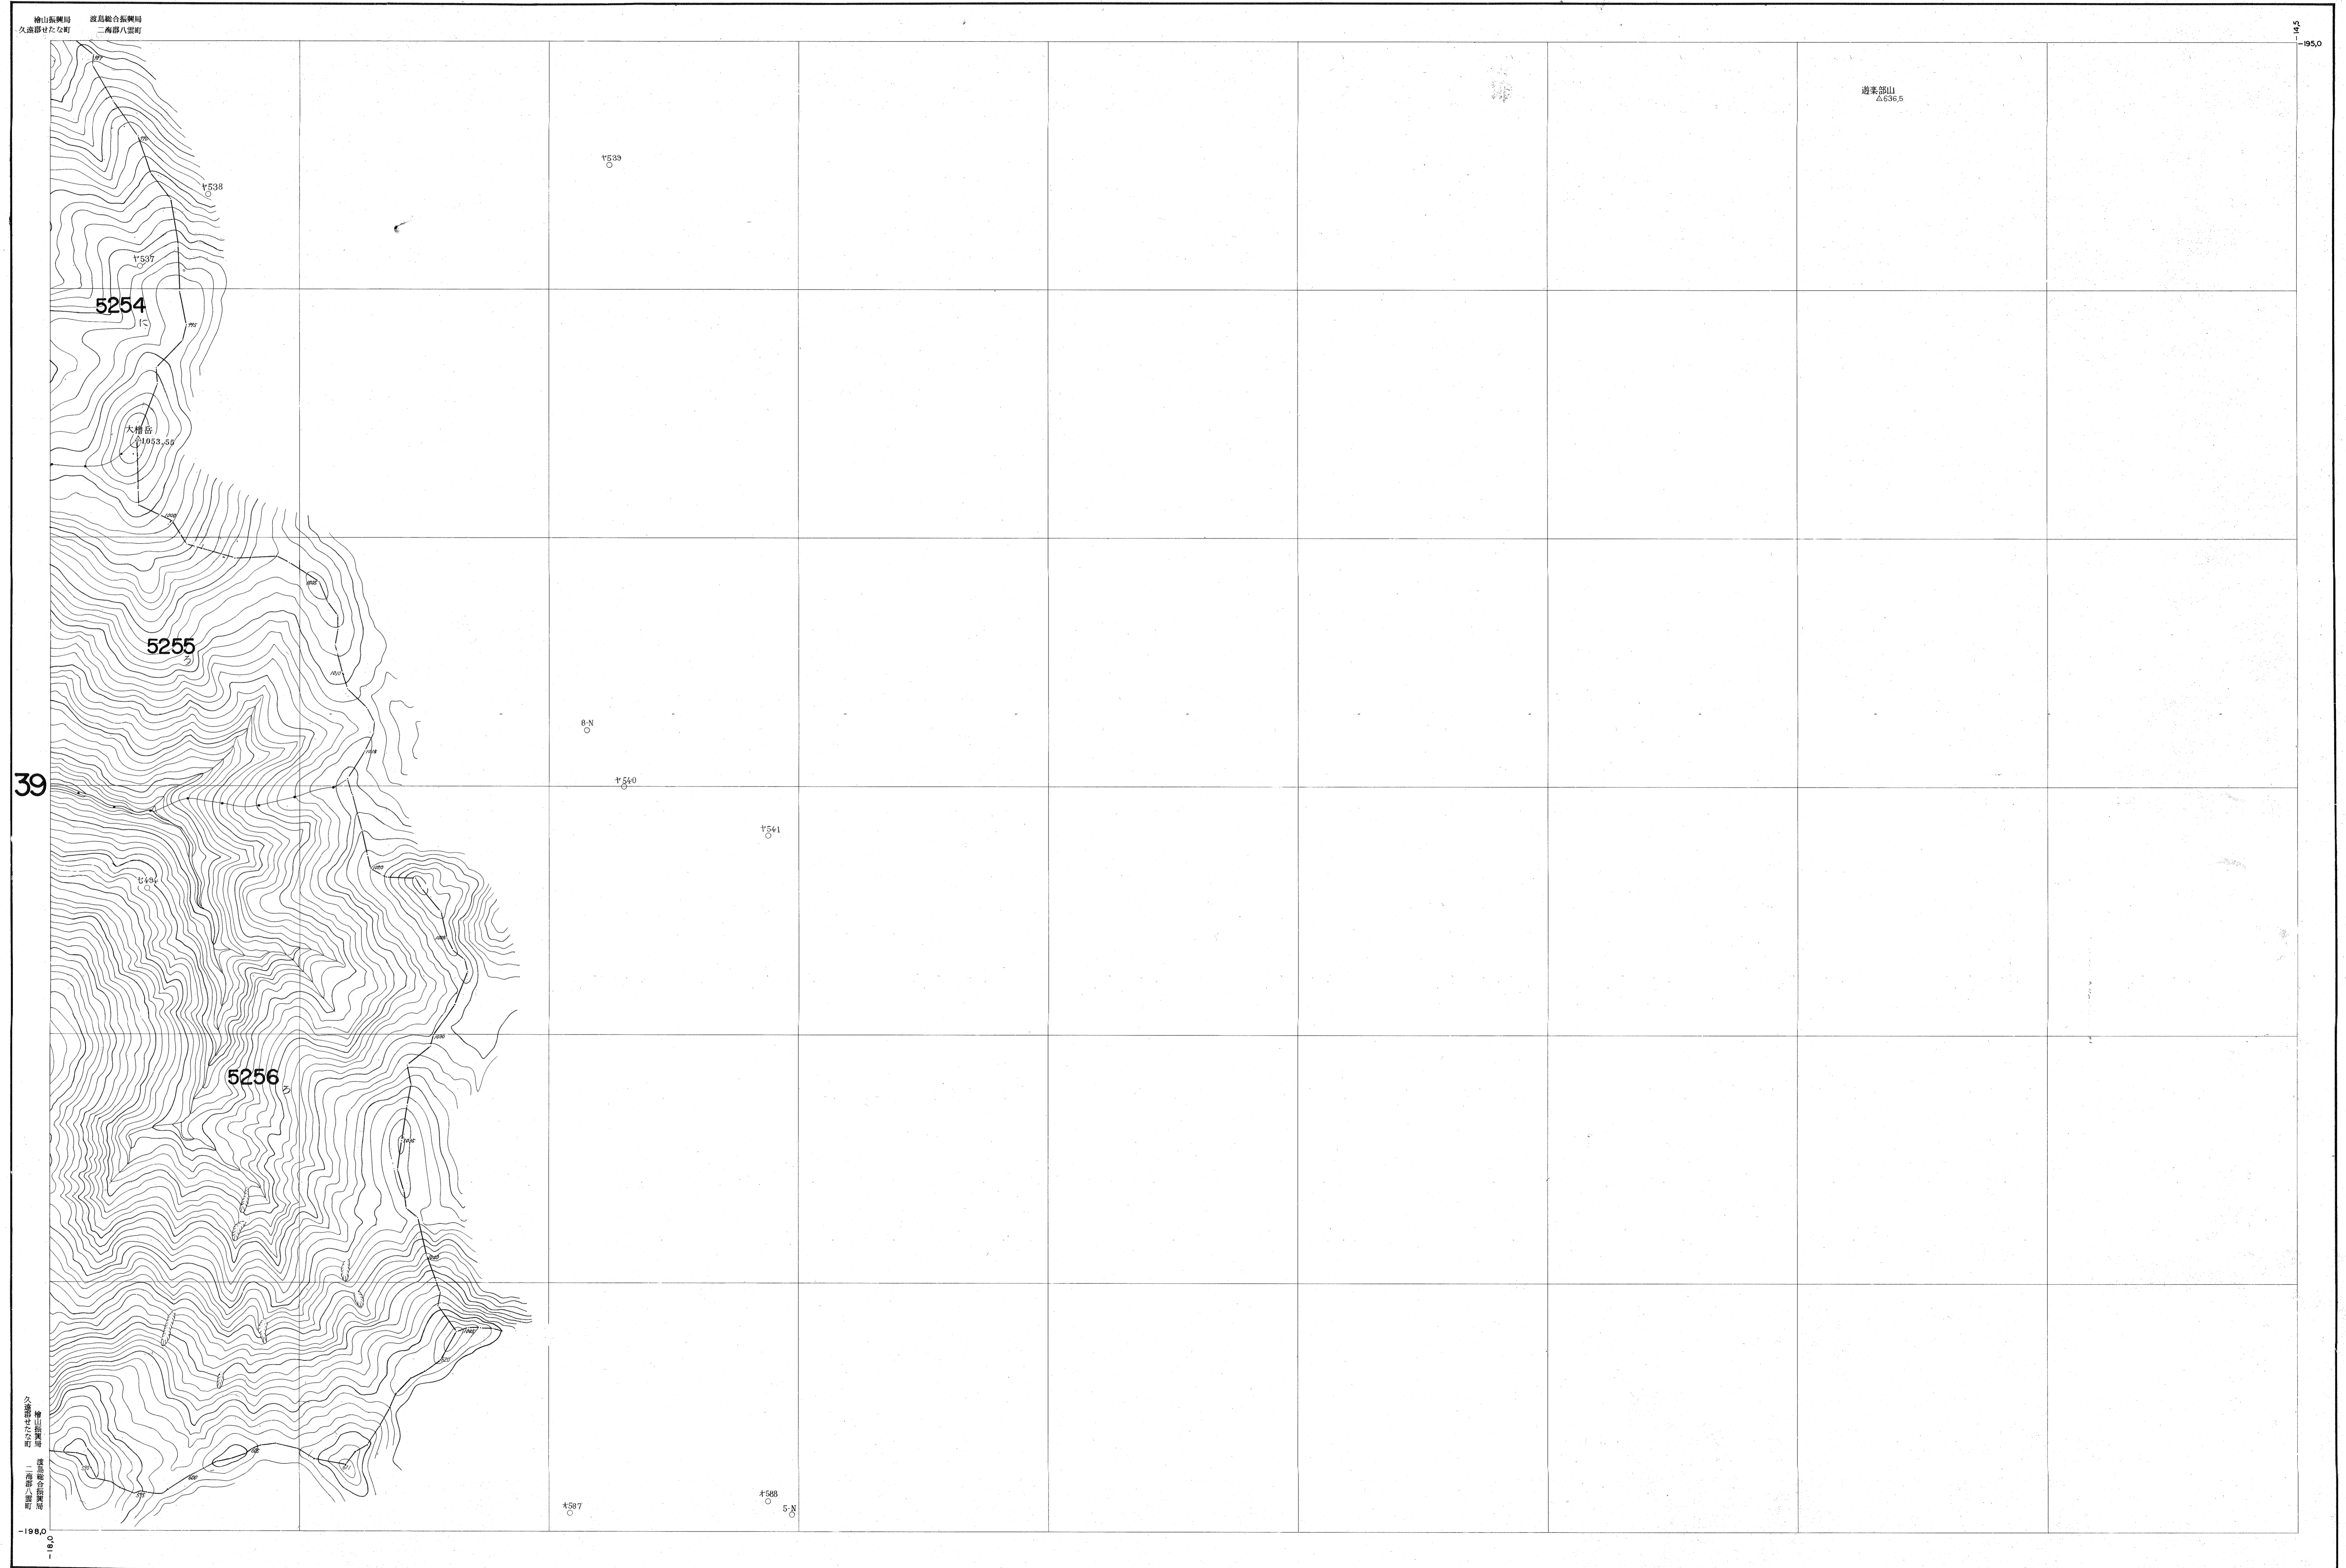 檜山振興局 渡島総合振興局
久遠郡せたな町 二海郡八雲町
-14,5
-195,0
遊楽部山
△636,5
ヤ539
ヤ538
ヤ537
5254
に
大檜岳
1053.55
5255
ろ
1010
8-N
39
ヤ540
ヤ541
5256
ろ
久遠郡せたな町
檜山振興局
渡島総合振興局
二海郡八雲町
オ588
オ587
5-N
-198,0
-18,0